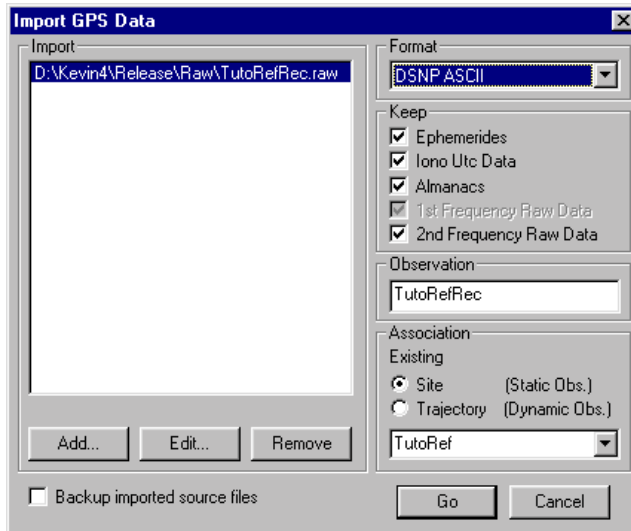 Import GPS Data
Import
D:\Kevin4\Release\Raw\TutoRefRec.raw
Add...
Edit...
Remove
Backup imported source files
Format
DSNP ASCII
Keep
Ephemerides
Iono Utc Data
Almanacs
1st Frequency Raw Data
2nd Frequency Raw Data
Observation
TutoRefRec
Association
Existing
Site (Static Obs.)
Trajectory (Dynamic Obs.)
TutoRef
Go
Cancel